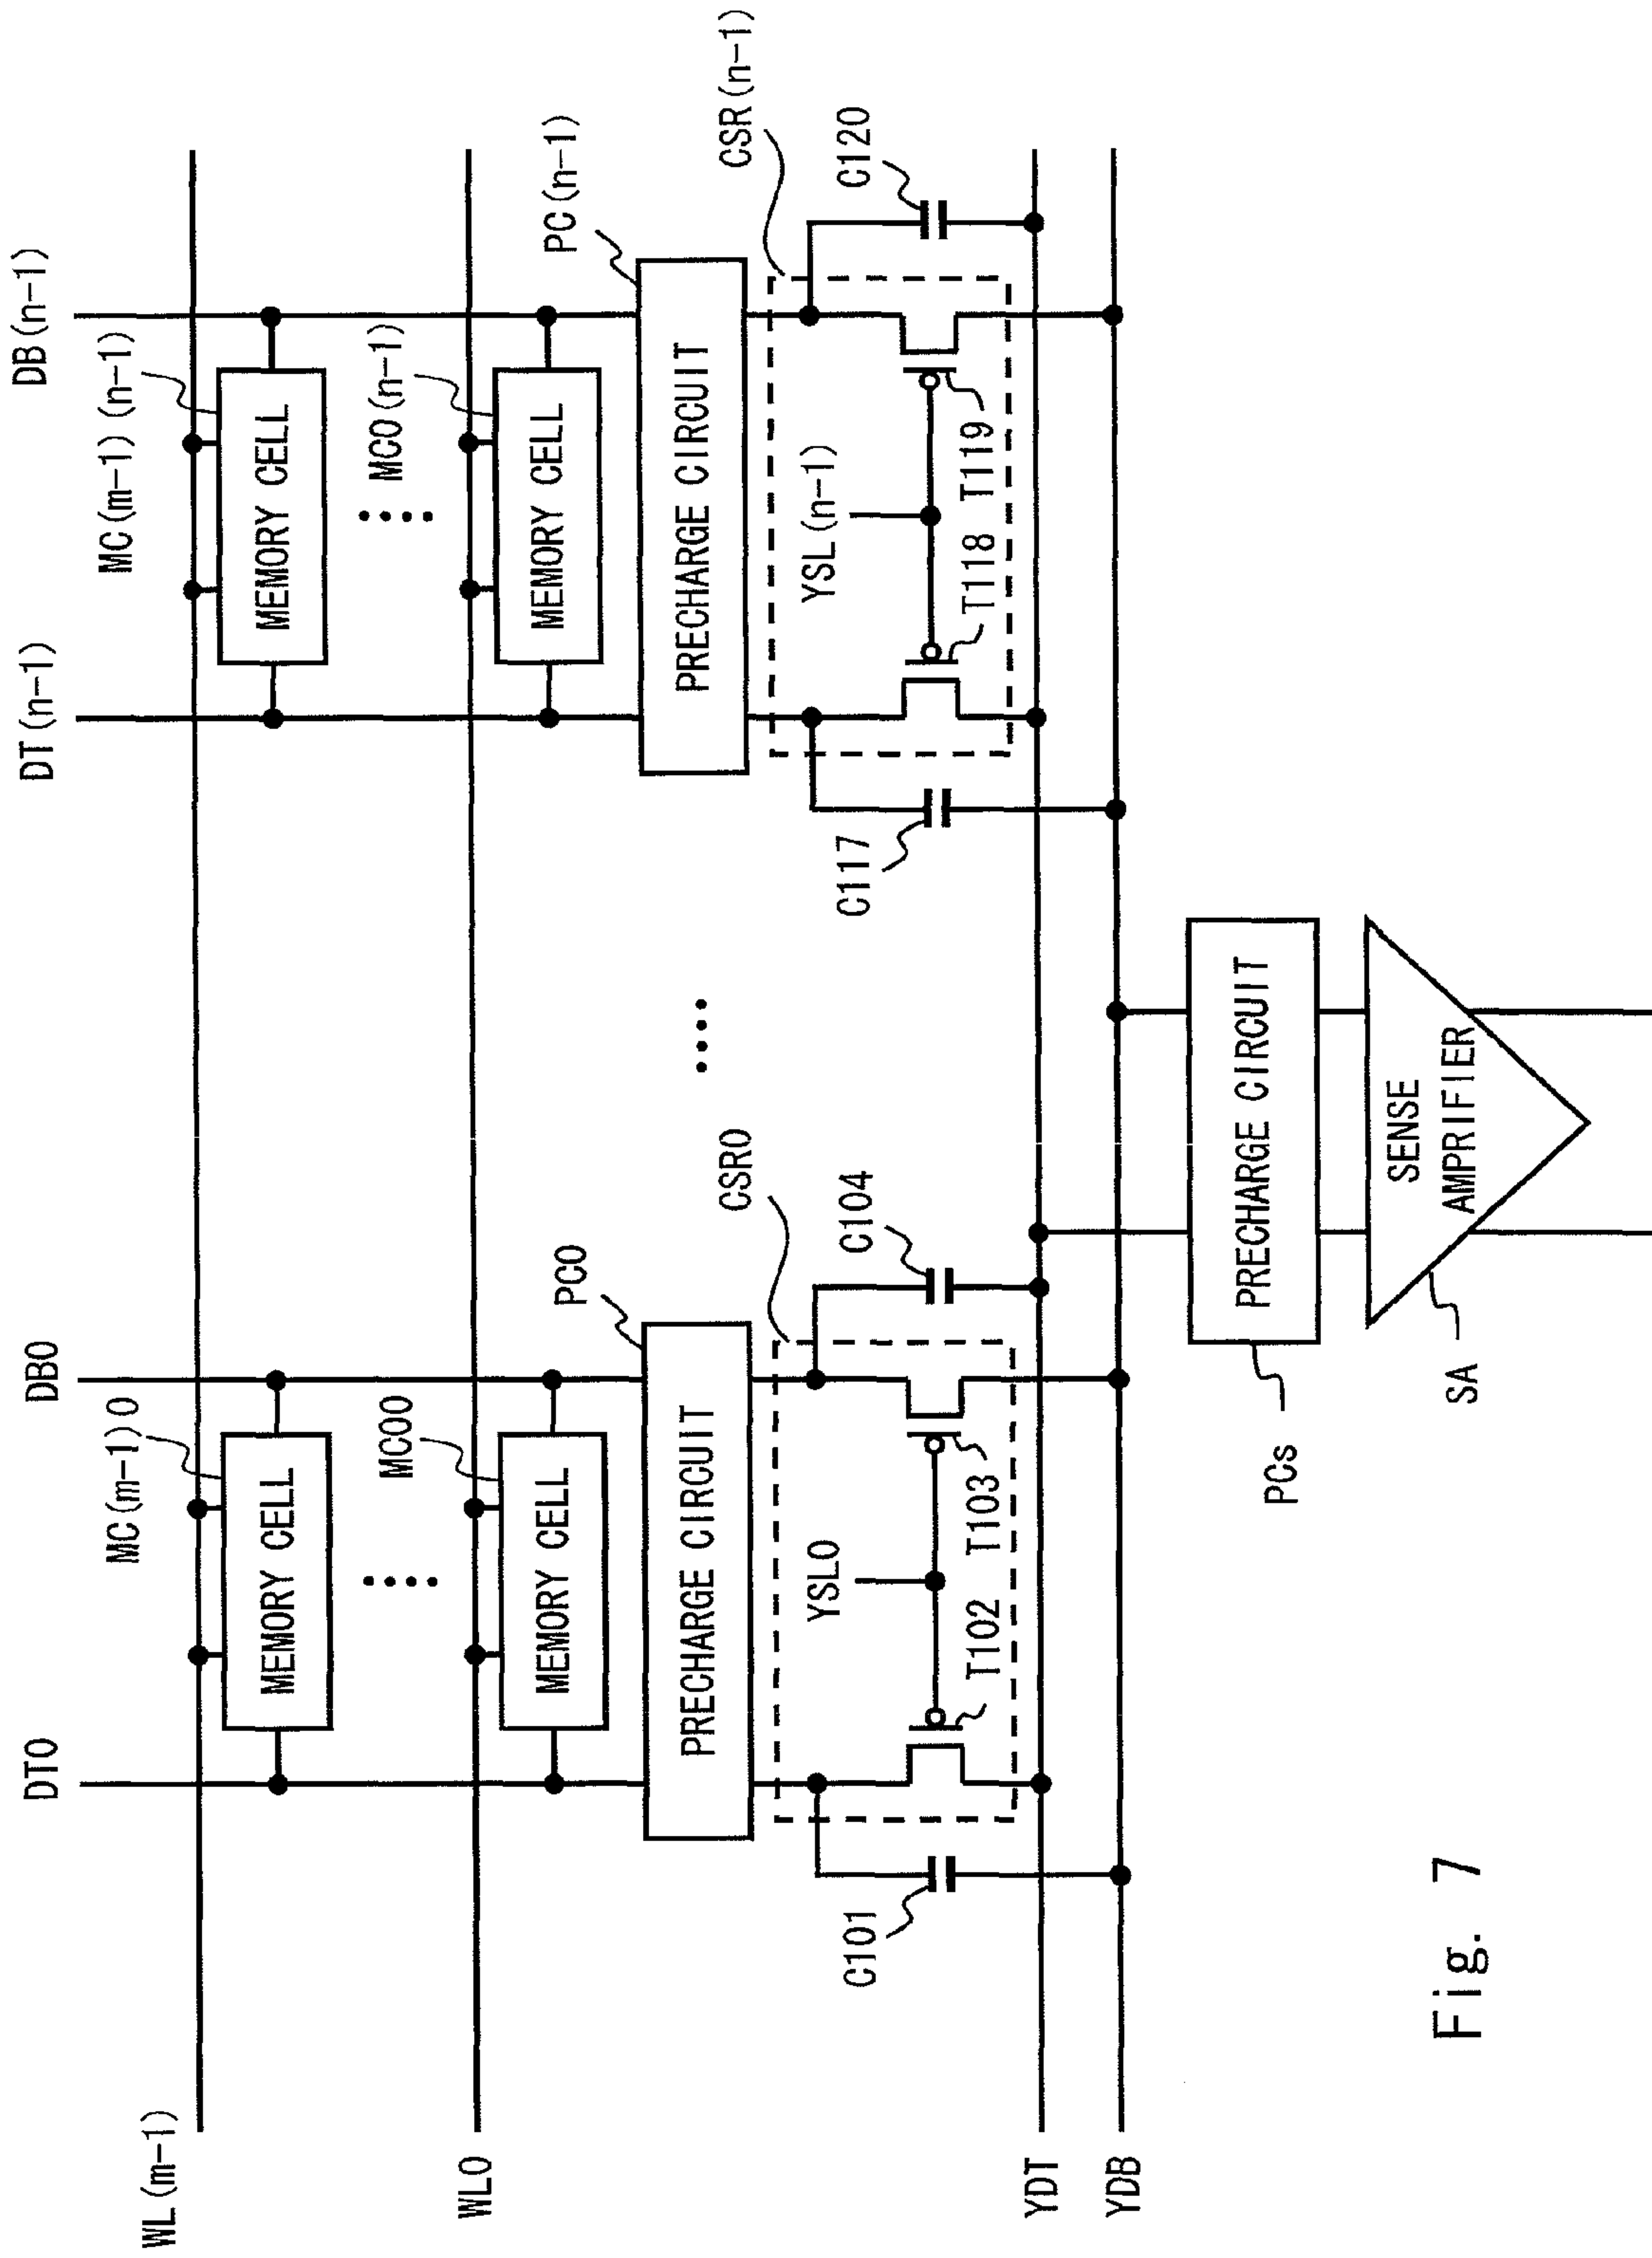 DT0
DB0
DT(n-1)
DB(n-1)
WL(m-1)
MC(m-1)0
MEMORY CELL
MC(m-1)(n-1)
MEMORY CELL
MC00
MC0(n-1)
WL0
MEMORY CELL
MEMORY CELL
PC0
PC(n-1)
PRECHARGE CIRCUIT
PRECHARGE CIRCUIT
CSR0
CSR(n-1)
YSL0
YSL(n-1)
C101
C104
C117
C120
T102
T103
T118
T119
YDT
YDB
PRECHARGE CIRCUIT
PCs
SENSE
AMPRIFIER
SA
Fig. 7